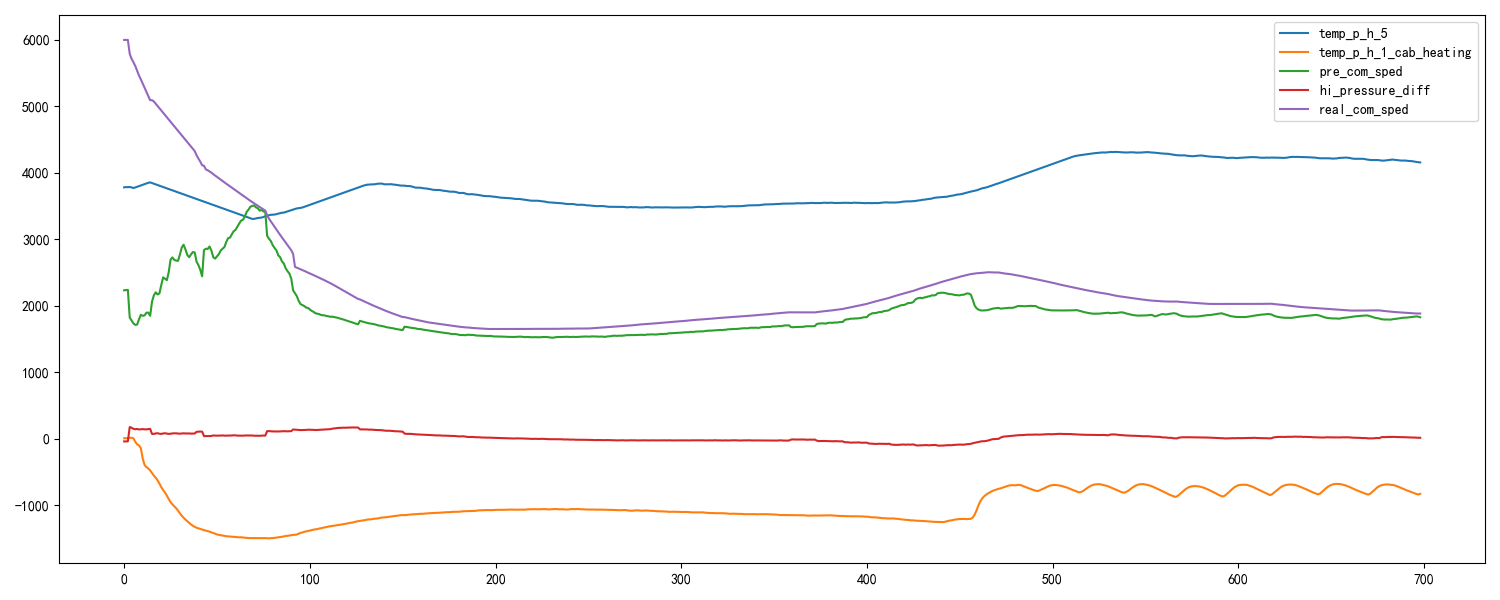 temp_p_h_5
temp_p_h_1_cab_heating
pre_com_sped
hi_pressure_diff
real_com_sped
6000
5000
4000
3000
2000
1000
0
−1000
0 100 200 300 400 500 600 700